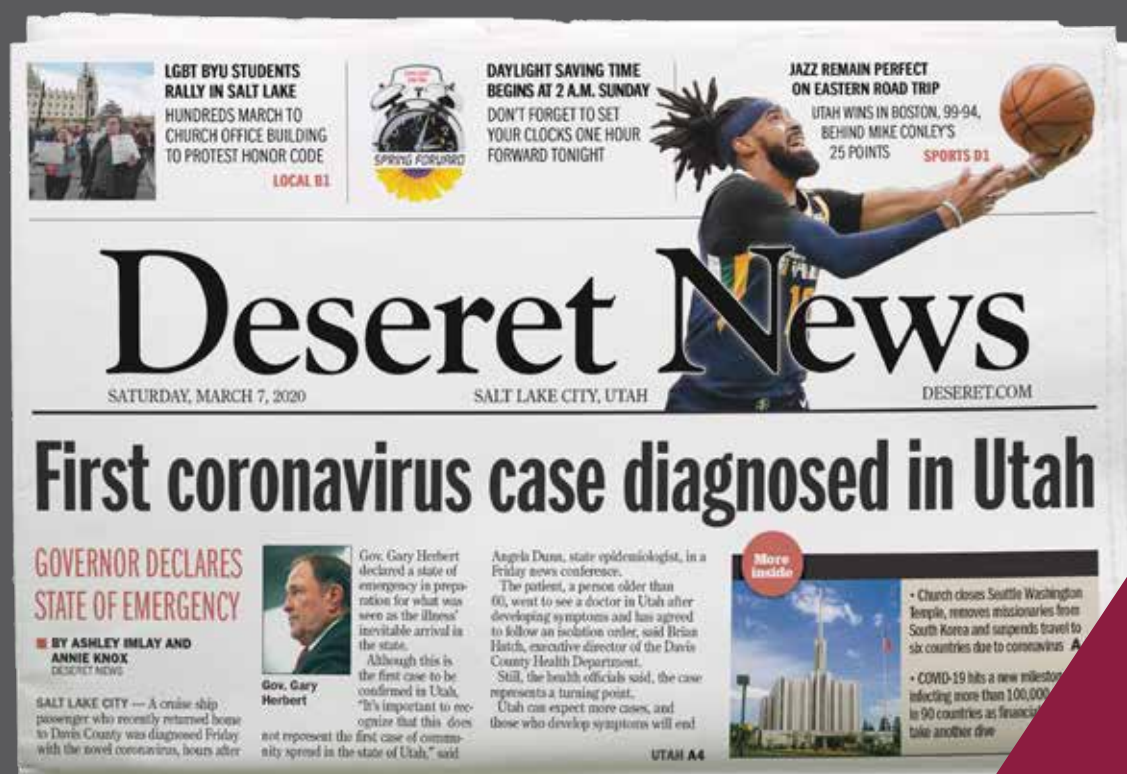 LGBT BYU STUDENTS
RALLY IN SALT LAKE
HUNDREDS MARCH TO
CHURCH OFFICE BUILDING
TO PROTEST HONOR CODE
LOCAL B1
SPRING FORWARD
DAYLIGHT SAVING TIME
BEGINS AT 2 A.M. SUNDAY
DON'T FORGET TO SET
YOUR CLOCKS ONE HOUR
FORWARD TONIGHT
JAZZ REMAIN PERFECT
ON EASTERN ROAD TRIP
UTAH WINS IN BOSTON, 99-94,
BEHIND MIKE CONLEY'S
25 POINTS
SPORTS D1
Deseret News
SATURDAY, MARCH 7, 2020
SALT LAKE CITY, UTAH
DESERET.COM
First coronavirus case diagnosed in Utah
GOVERNOR DECLARES
STATE OF EMERGENCY
BY ASHLEY IMLAY AND
ANNIE KNOX
DESERET NEWS
SALT LAKE CITY — A cruise ship
passenger who recently returned home
to Davis County was diagnosed Friday
with the novel coronavirus, hours after
Gov. Gary
Herbert
Gov. Gary Herbert
declared a state of
emergency in prepa-
ration for what was
seen as the illness'
inevitable arrival in
the state.
Although this is
the first case to be
confirmed in Utah,
"It's important to rec-
ognize that this does
not represent the first case of commu-
nity spread in the state of Utah," said
Angela Dunn, state epidemiologist, in a
Friday news conference.
The patient, a person older than
60, went to see a doctor in Utah after
developing symptoms and has agreed
to follow an isolation order, said Brian
Hatch, executive director of the Davis
County Health Department.
Still, the health officials said, the case
represents a turning point.
Utah can expect more cases, and
those who develop symptoms will end
UTAH A4
More
inside
• Church closes Seattle Washington
Temple, removes missionaries from
South Korea and suspends travel to
six countries due to coronavirus A
• COVID-19 hits a new milestone
infecting more than 100,000
in 90 countries as financial
take another dive